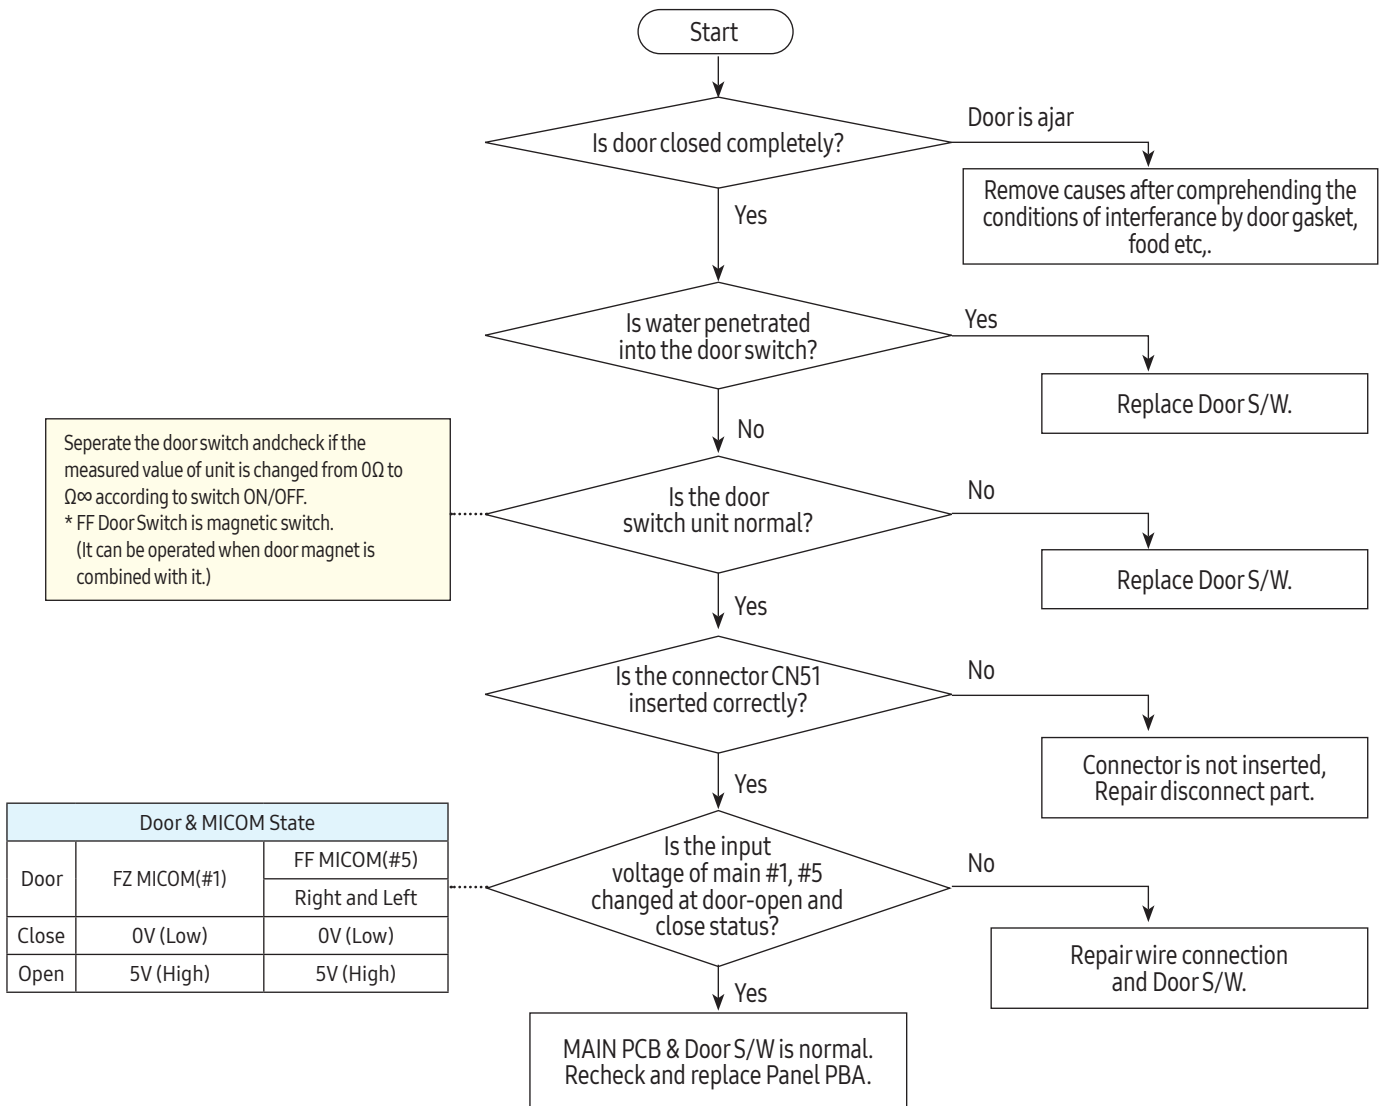 Start
Is door closed completely?
Door is ajar
Remove causes after comprehending the
conditions of interferance by door gasket,
food etc,.
Yes
Is water penetrated
into the door switch?
Yes
Replace Door S/W.
No
Seperate the door switch andcheck if the
measured value of unit is changed from 0Ω to
Ω∞ according to switch ON/OFF.
* FF Door Switch is magnetic switch.
(It can be operated when door magnet is
combined with it.)
Is the door
switch unit normal?
No
Replace Door S/W.
Yes
Is the connector CN51
inserted correctly?
No
Connector is not inserted,
Repair disconnect part.
Yes
Door & MICOM State
Door FZ MICOM(#1) FF MICOM(#5)
Right and Left
Close 0V (Low) 0V (Low)
Open 5V (High) 5V (High)
Is the input
voltage of main #1, #5
changed at door-open and
close status?
No
Repair wire connection
and Door S/W.
Yes
MAIN PCB & Door S/W is normal.
Recheck and replace Panel PBA.